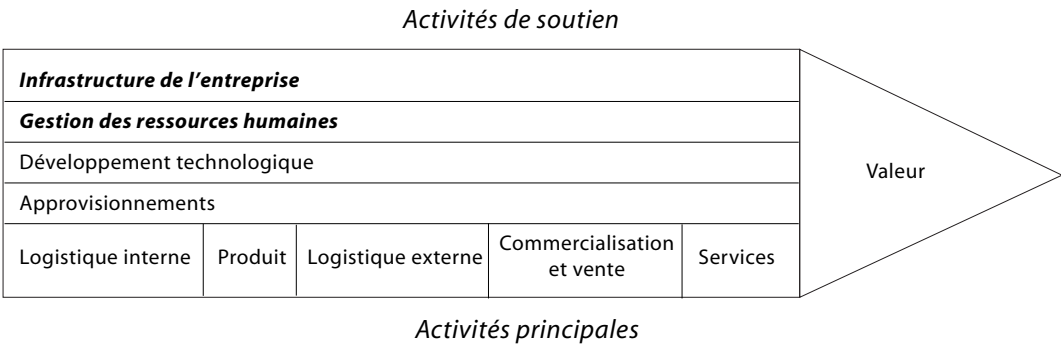 Activités de soutien
Infrastructure de l’entreprise
Gestion des ressources humaines
Développement technologique
Valeur
Approvisionnements
Logistique interne
Produit
Logistique externe
Commercialisation
et vente
Services
Activités principales